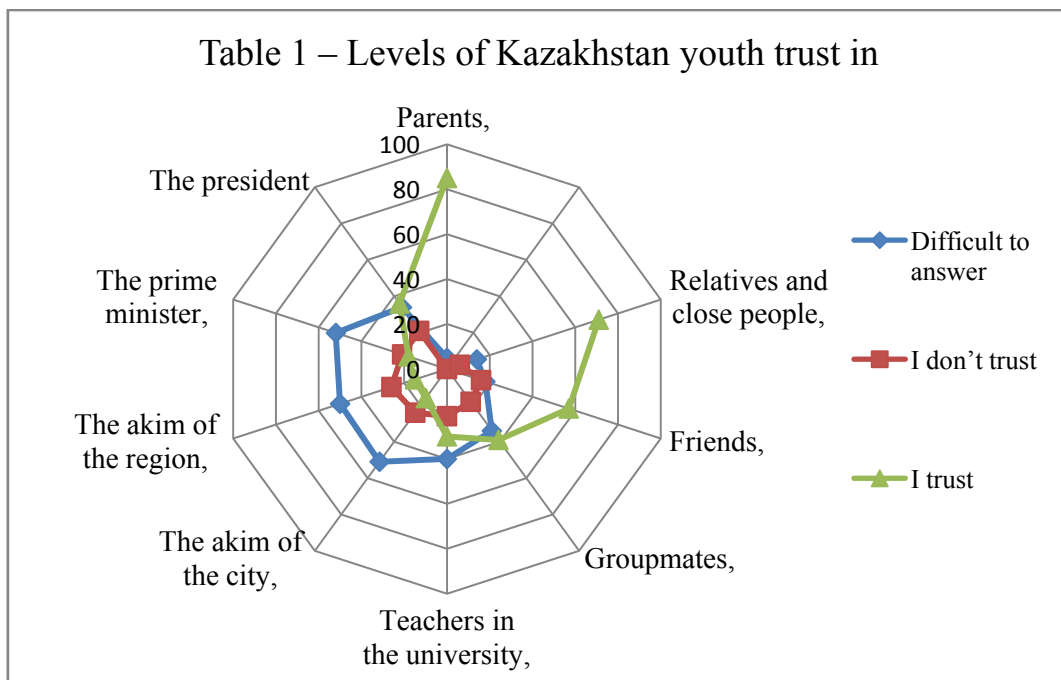 Table 1 – Levels of Kazakhstan youth trust in
Parents,
100
80
60
40
20
0
The president
The prime
minister,
The akim of
the region,
The akim of
the city,
Teachers in
the university,
Groupmates,
Friends,
Relatives and
close people,
Difficult to
answer
I don’t trust
I trust